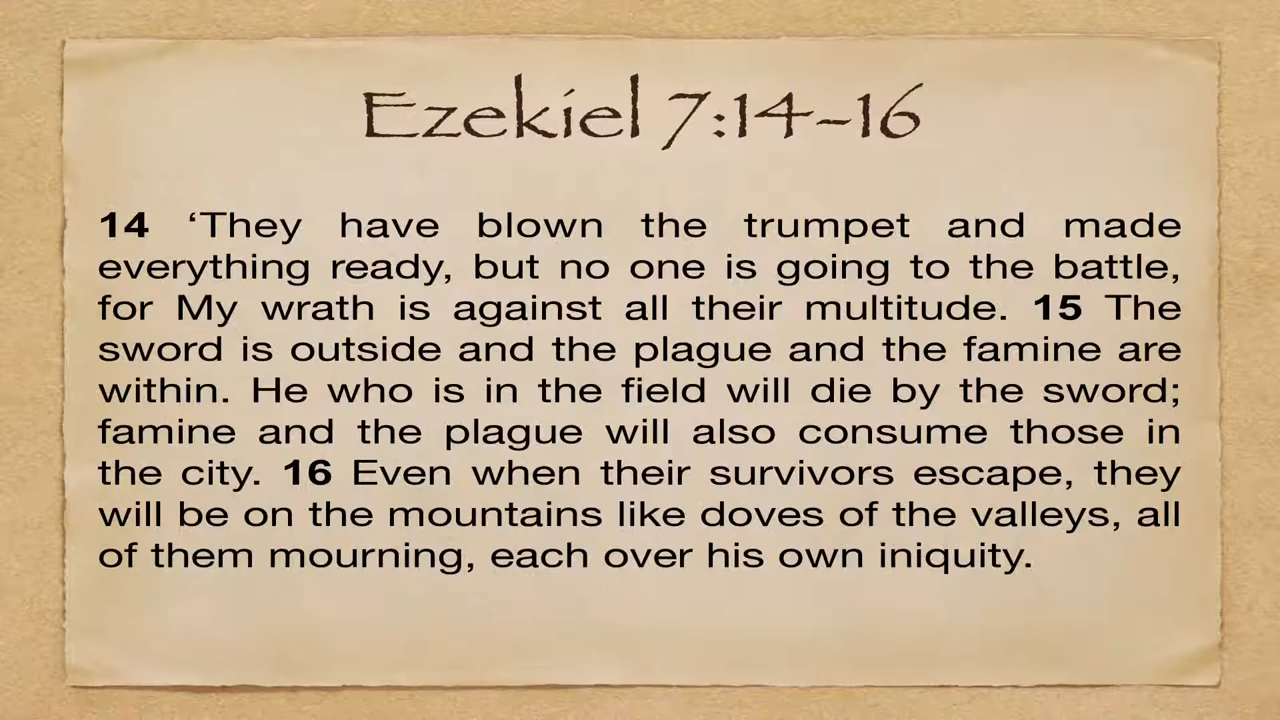 Ezekiel 7:14-16
14 ‘They have blown the trumpet and made
everything ready, but no one is going to the battle,
for My wrath is against all their multitude. 15 The
sword is outside and the plague and the famine are
within. He who is in the field will die by the sword;
famine and the plague will also consume those in
the city. 16 Even when their survivors escape, they
will be on the mountains like doves of the valleys, all
of them mourning, each over his own iniquity.